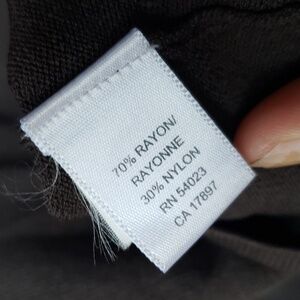 70% RAYON/
RAYONNE
30% NYLON
RN 54023
CA 17897